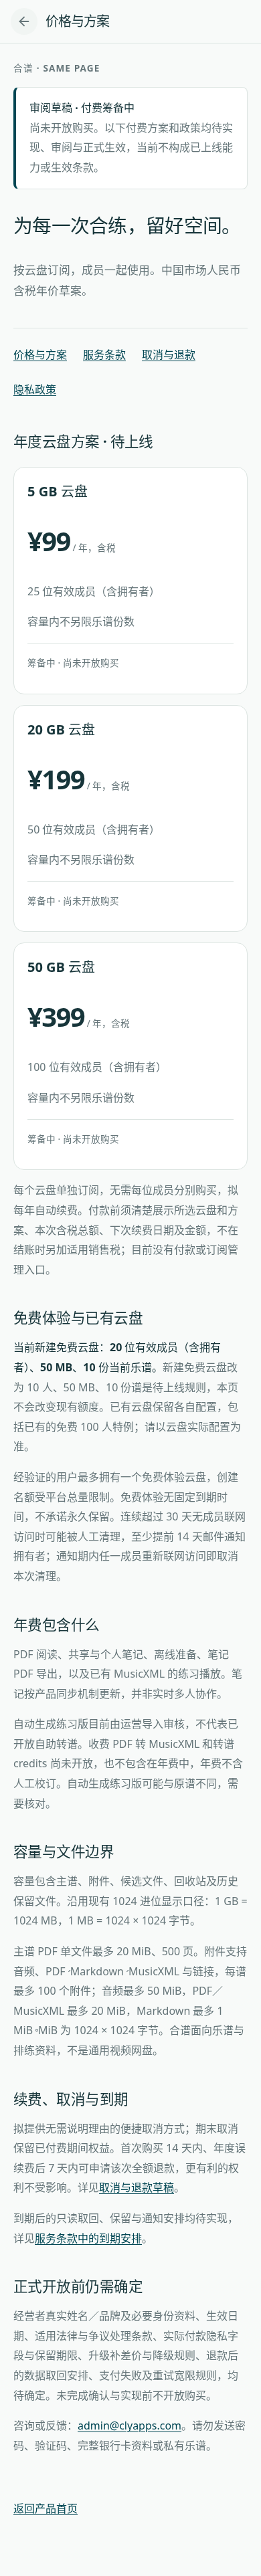 价格与方案
合谱 · SAME PAGE
审阅草稿 · 付费筹备中
尚未开放购买。以下付费方案和政策均待实
现、审阅与正式生效，当前不构成已上线能
力或生效条款。
为每一次合练，留好空间。
按云盘订阅，成员一起使用。中国市场人民币
含税年价草案。
价格与方案 服务条款 取消与退款
隐私政策
年度云盘方案 · 待上线
5 GB 云盘
¥99 / 年，含税
25 位有效成员（含拥有者）
容量内不另限乐谱份数
筹备中 · 尚未开放购买
20 GB 云盘
¥199 / 年，含税
50 位有效成员（含拥有者）
容量内不另限乐谱份数
筹备中 · 尚未开放购买
50 GB 云盘
¥399 / 年，含税
100 位有效成员（含拥有者）
容量内不另限乐谱份数
筹备中 · 尚未开放购买
每个云盘单独订阅，无需每位成员分别购买，拟
每年自动续费。付款前须清楚展示所选云盘和方
案、本次含税总额、下次续费日期及金额，不在
结账时另加适用销售税；目前没有付款或订阅管
理入口。
免费体验与已有云盘
当前新建免费云盘：20 位有效成员（含拥有
者）、50 MB、10 份当前乐谱。新建免费云盘改
为 10 人、50 MB、10 份谱是待上线规则，本页
不会改变现有额度。已有云盘保留各自配置，包
括已有的免费 100 人特例；请以云盘实际配置为
准。
经验证的用户最多拥有一个免费体验云盘，创建
名额受平台总量限制。免费体验无固定到期时
间，不承诺永久保留。连续超过 30 天无成员联网
访问时可能被人工清理，至少提前 14 天邮件通知
拥有者；通知期内任一成员重新联网访问即取消
本次清理。
年费包含什么
PDF 阅读、共享与个人笔记、离线准备、笔记
PDF 导出，以及已有 MusicXML 的练习播放。笔
记按产品同步机制更新，并非实时多人协作。
自动生成练习版目前由运营导入审核，不代表已
开放自助转谱。收费 PDF 转 MusicXML 和转谱
credits 尚未开放，也不包含在年费中，年费不含
人工校订。自动生成练习版可能与原谱不同，需
要核对。
容量与文件边界
容量包含主谱、附件、候选文件、回收站及历史
保留文件。沿用现有 1024 进位显示口径：1 GB =
1024 MB，1 MB = 1024 × 1024 字节。
主谱 PDF 单文件最多 20 MiB、500 页。附件支持
音频、PDF、Markdown、MusicXML 与链接，每谱
最多 100 个附件；音频最多 50 MiB，PDF／
MusicXML 最多 20 MiB，Markdown 最多 1
MiB。MiB 为 1024 × 1024 字节。合谱面向乐谱与
排练资料，不是通用视频网盘。
续费、取消与到期
拟提供无需说明理由的便捷取消方式；期末取消
保留已付费期间权益。首次购买 14 天内、年度误
续费后 7 天内可申请该次全额退款，更有利的权
利不受影响。详见取消与退款草稿。
到期后的只读取回、保留与通知安排均待实现，
详见服务条款中的到期安排。
正式开放前仍需确定
经营者真实姓名／品牌及必要身份资料、生效日
期、适用法律与争议处理条款、实际付款隐私字
段与保留期限、升级补差价与降级规则、退款后
的数据取回安排、支付失败及重试宽限规则，均
待确定。未完成确认与实现前不开放购买。
咨询或反馈：admin@clyapps.com。请勿发送密
码、验证码、完整银行卡资料或私有乐谱。
返回产品首页